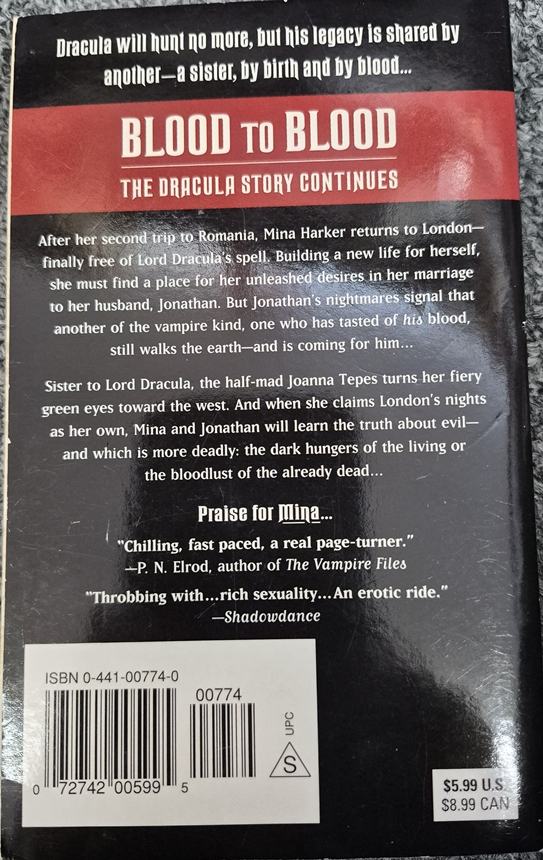 Dracula will hunt no more, but his legacy is shared by
another—a sister, by birth and by blood...
BLOOD TO BLOOD
THE DRACULA STORY CONTINUES
After her second trip to Romania, Mina Harker returns to London—
finally free of Lord Dracula's spell. Building a new life for herself,
she must find a place for her unleashed desires in her marriage
to her husband, Jonathan. But Jonathan's nightmares signal that
another of the vampire kind, one who has tasted of his blood,
still walks the earth—and is coming for him...
Sister to Lord Dracula, the half-mad Joanna Tepes turns her fiery
green eyes toward the west. And when she claims London's nights
as her own, Mina and Jonathan will learn the truth about evil—
and which is more deadly: the dark hungers of the living or
the bloodlust of the already dead...
Praise for Mina...
"Chilling, fast paced, a real page-turner."
—P. N. Elrod, author of The Vampire Files
"Throbbing with...rich sexuality...An erotic ride."
—Shadowdance
ISBN 0-441-00774-0
00774
UPC
S
0 72742 00599 5
$5.99 U.S.
$8.99 CAN